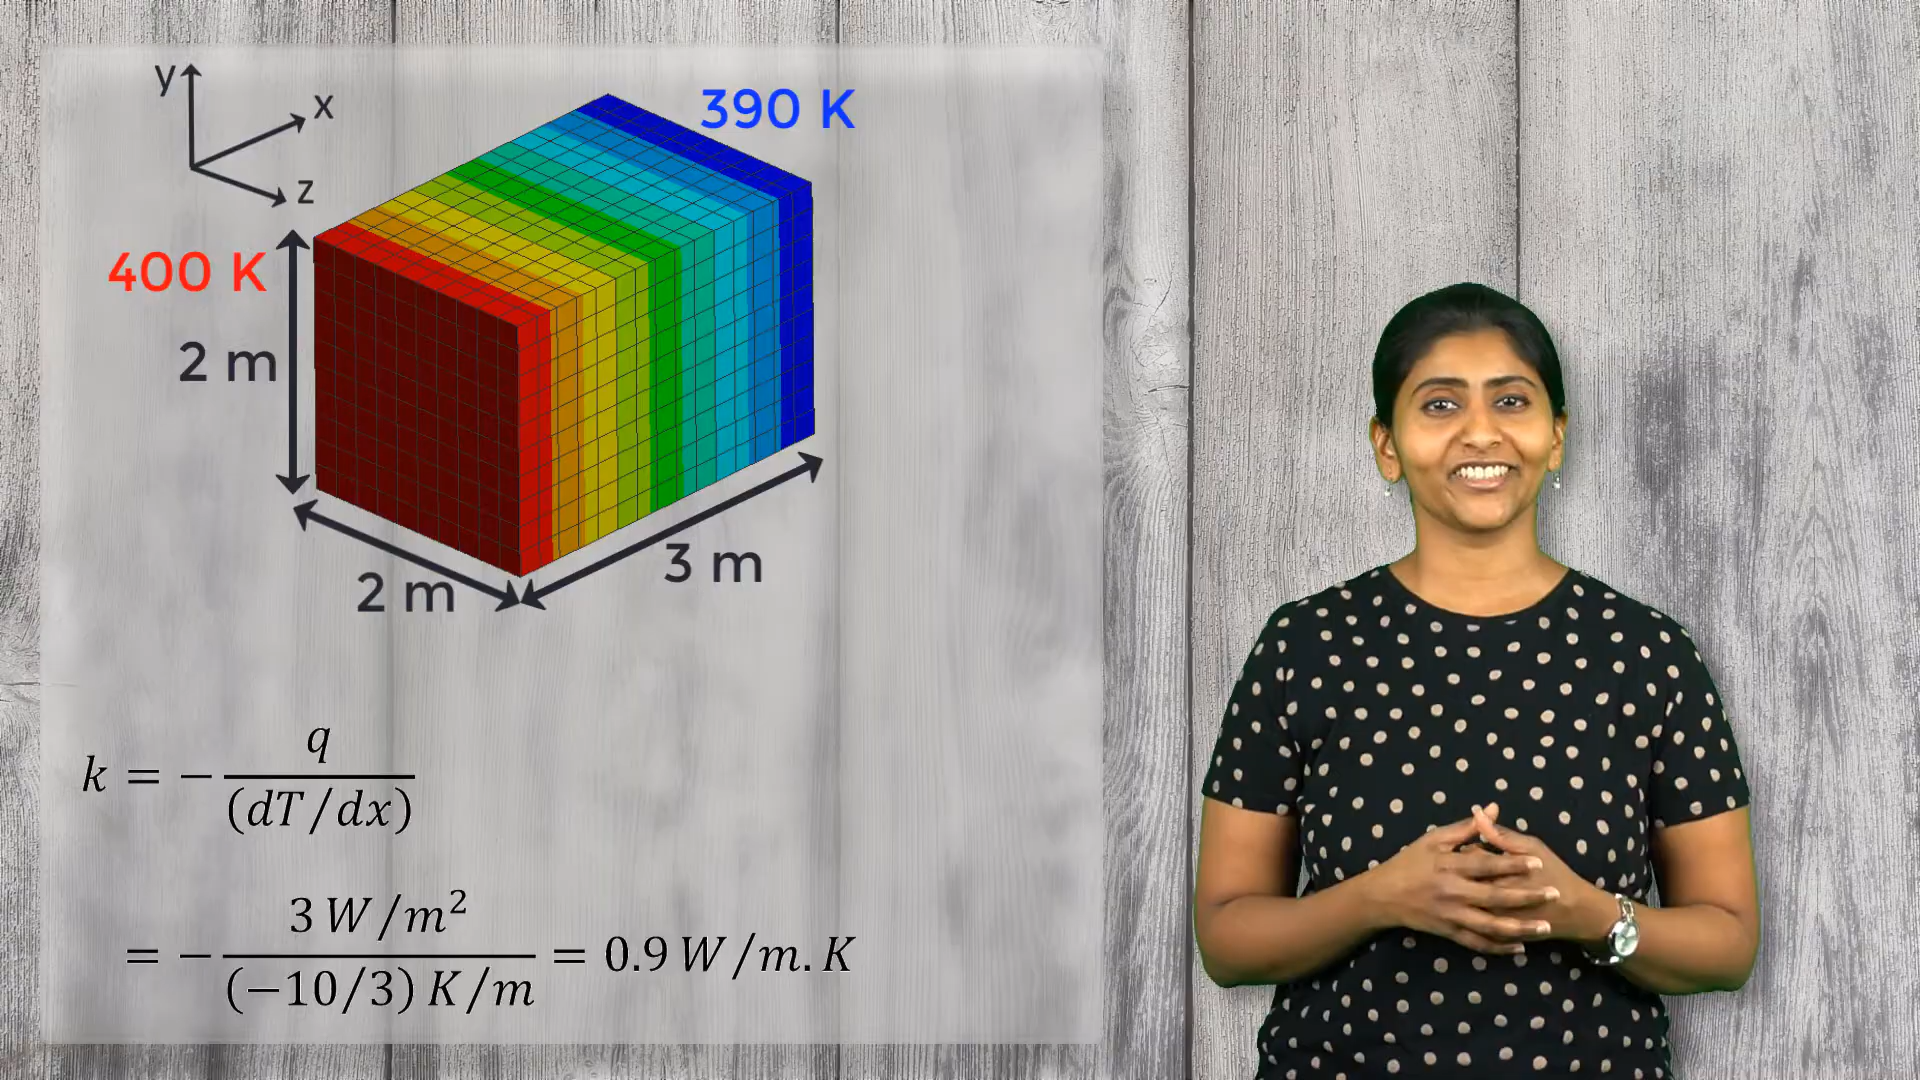 y
x
z
390 K
400 K
2 m
2 m
3 m
k = − q/(dT/dx)
= − 3 W/m²/(−10/3) K/m = 0.9 W/m.K